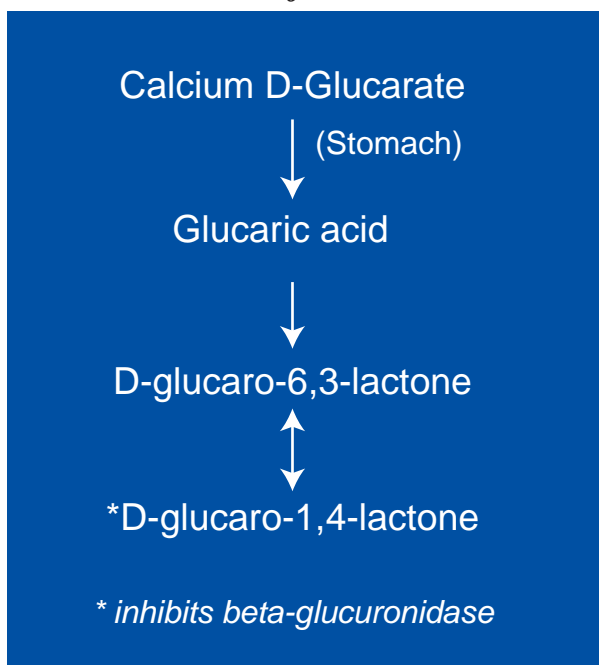 Calcium D-Glucarate
(Stomach)
Glucaric acid
D-glucaro-6,3-lactone
*D-glucaro-1,4-lactone
* inhibits beta-glucuronidase